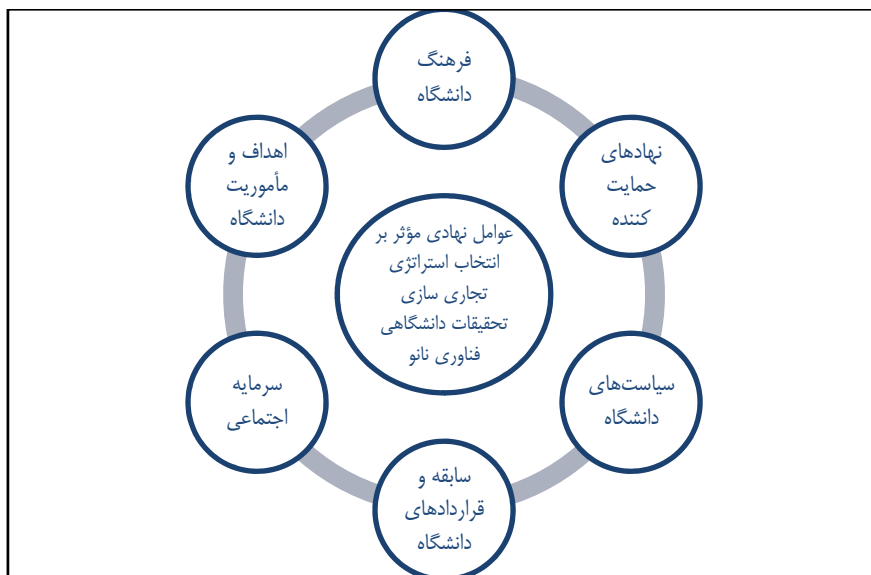 فرهنگ
دانشگاه
نهادهای
حمایت
کننده
سیاست‌های
دانشگاه
سابقه و
قراردادهای
دانشگاه
سرمایه
اجتماعی
اهداف و
مأموریت
دانشگاه
عوامل نهادی مؤثر بر
انتخاب استراتژی
تجاری سازی
تحقیقات دانشگاهی
فناوری نانو